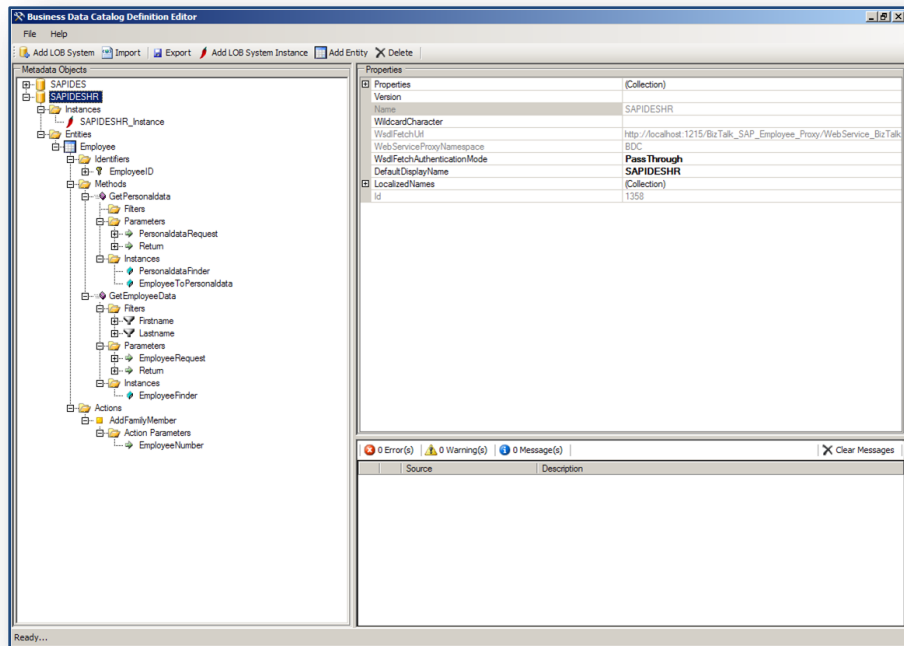 Business Data Catalog Definition Editor
File Help
Add LOB System Import Export Add LOB System Instance Add Entity Delete
Metadata Objects
SAPIDES
SAPIDESHR
Instances
SAPIDESHR_Instance
Entities
Employee
Identifiers
EmployeeID
Methods
GetPersonaldata
Filters
Parameters
PersonaldataRequest
Return
Instances
PersonaldataFinder
EmployeeToPersonaldata
GetEmployeeData
Filters
Firstname
Lastname
Parameters
EmployeeRequest
Return
Instances
EmployeeFinder
Actions
AddFamilyMember
Action Parameters
EmployeeNumber
Properties
Properties (Collection)
Version
Name SAPIDESHR
WildcardCharacter
WsdlFetchUrl http://localhost:1215/BizTalk_SAP_Employee_Proxy/WebService_BizTalk
WebServiceProxyNamespace BDC
WsdlFetchAuthenticationMode PassThrough
DefaultDisplayName SAPIDESHR
LocalizedNames (Collection)
Id 1358
0 Error(s) 0 Warning(s) 0 Message(s) Clear Messages
Source Description
Ready...